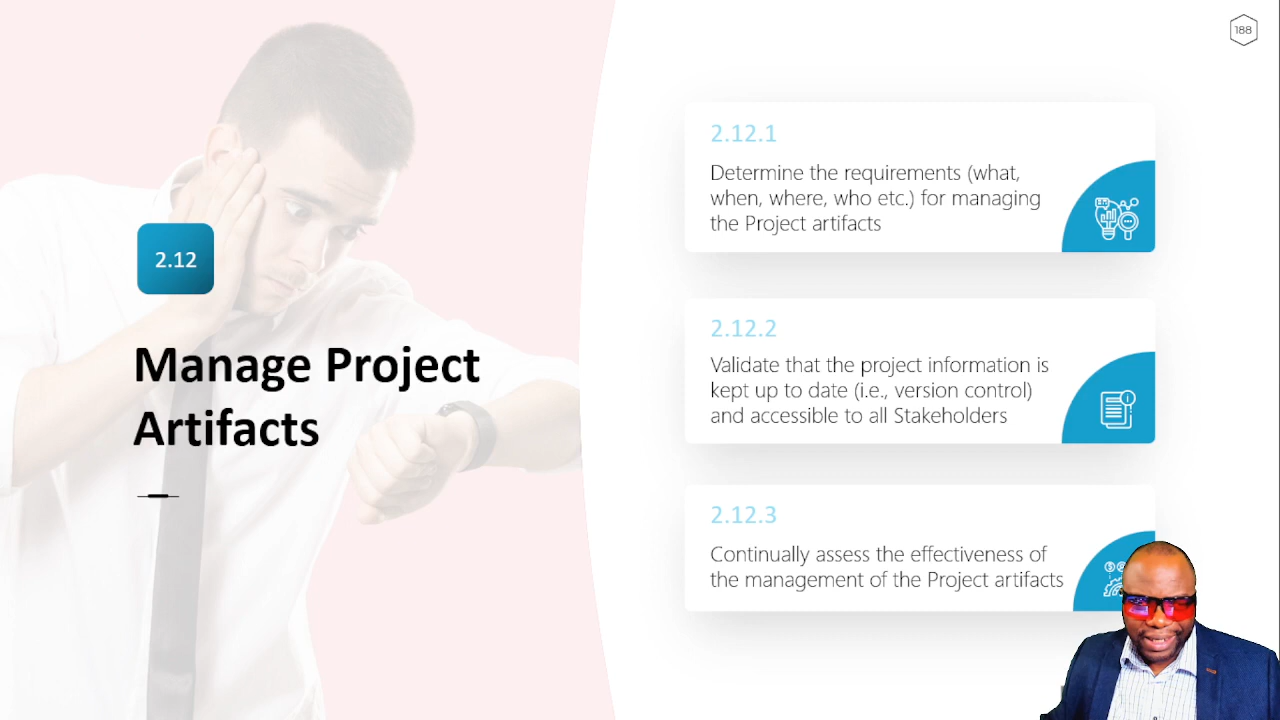 188
2.12
Manage Project
Artifacts
2.12.1
Determine the requirements (what,
when, where, who etc.) for managing
the Project artifacts
2.12.2
Validate that the project information is
kept up to date (i.e., version control)
and accessible to all Stakeholders
2.12.3
Continually assess the effectiveness of
the management of the Project artifacts